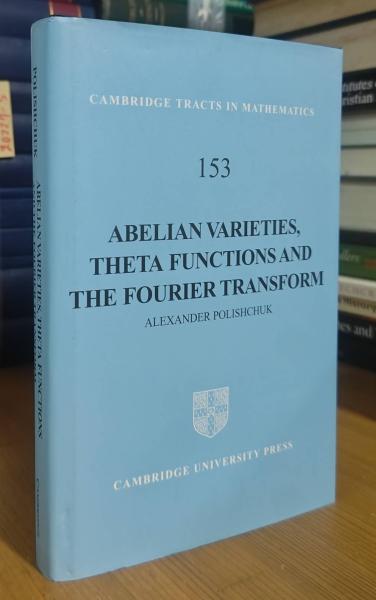 CAMBRIDGE TRACTS IN MATHEMATICS
153
ABELIAN VARIETIES,
THETA FUNCTIONS AND
THE FOURIER TRANSFORM
ALEXANDER POLISHCHUK
CAMBRIDGE UNIVERSITY PRESS
POLISHCHUK
ABELIAN VARIETIES, THETA FUNCTIONS
CAMBRIDGE